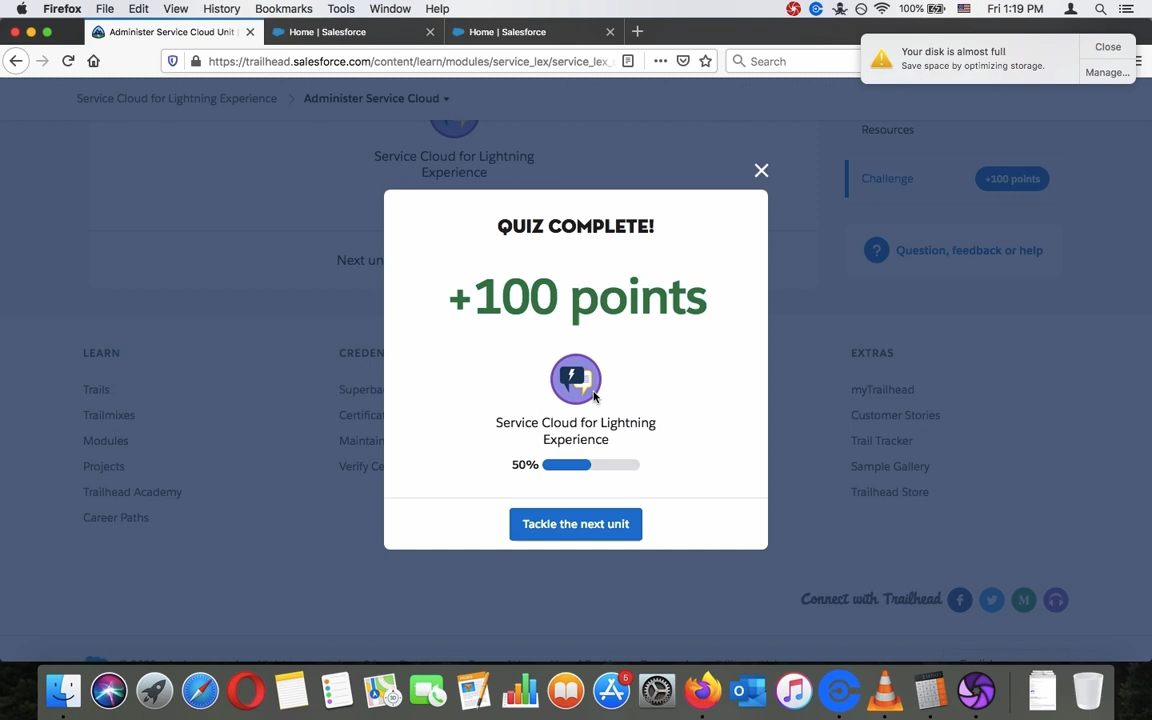 Firefox File Edit View History Bookmarks Tools Window Help 100% Fri 1:19 PM
Administer Service Cloud Unit Home | Salesforce Home | Salesforce
https://trailhead.salesforce.com/content/learn/modules/service_lex/service_lex_ Search
Your disk is almost full
Save space by optimizing storage.
Close
Manage...
Service Cloud for Lightning Experience > Administer Service Cloud
Service Cloud for Lightning
Experience
Next un
Resources
Challenge +100 points
Question, feedback or help
QUIZ COMPLETE!
+100 points
Service Cloud for Lightning
Experience
50%
Tackle the next unit
LEARN
Trails
Trailmixes
Modules
Projects
Trailhead Academy
Career Paths
CREDEN
Superba
Certificat
Maintain
Verify Ce
EXTRAS
myTrailhead
Customer Stories
Trail Tracker
Sample Gallery
Trailhead Store
Connect with Trailhead
6